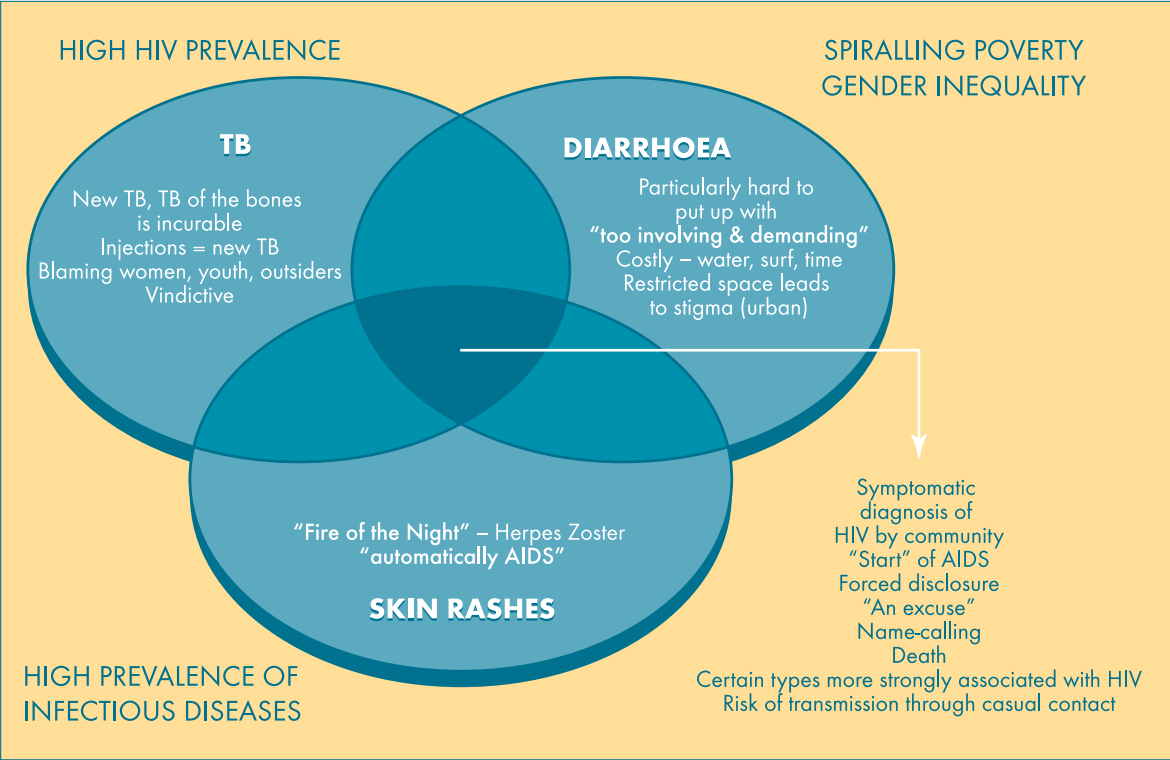 HIGH HIV PREVALENCE
SPIRALLING POVERTY
GENDER INEQUALITY
TB
New TB, TB of the bones
is incurable
Injections = new TB
Blaming women, youth, outsiders
Vindictive
DIARRHOEA
Particularly hard to
put up with
“too involving & demanding”
Costly – water, surf, time
Restricted space leads
to stigma (urban)
“Fire of the Night” – Herpes Zoster
“automatically AIDS”
SKIN RASHES
Symptomatic
diagnosis of
HIV by community
“Start” of AIDS
Forced disclosure
“An excuse”
Name-calling
Death
Certain types more strongly associated with HIV
Risk of transmission through casual contact
HIGH PREVALENCE OF
INFECTIOUS DISEASES